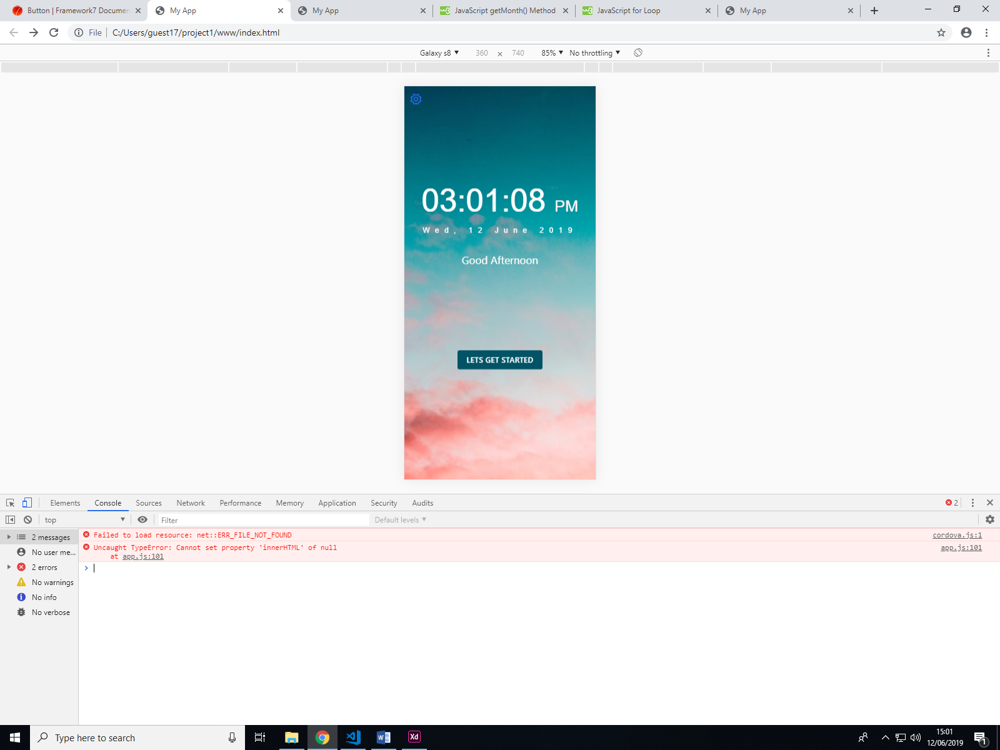 Button | Framework7 Documen
My App
My App
JavaScript getMonth() Method
JavaScript for Loop
My App
File
C:/Users/guest17/project1/www/index.html
Galaxy s8 ▼ 360 × 740 85% ▼ No throttling ▼
03:01:08 PM
Wed, 12 June 2019
Good Afternoon
LETS GET STARTED
Elements Console Sources Network Performance Memory Application Security Audits 2
top Filter Default levels ▼
2 messages
No user me...
2 errors
No warnings
No info
No verbose
Failed to load resource: net::ERR_FILE_NOT_FOUND cordova.js:1
Uncaught TypeError: Cannot set property 'innerHTML' of null app.js:101
at app.js:101
Type here to search
Xd
15:01
12/06/2019
1